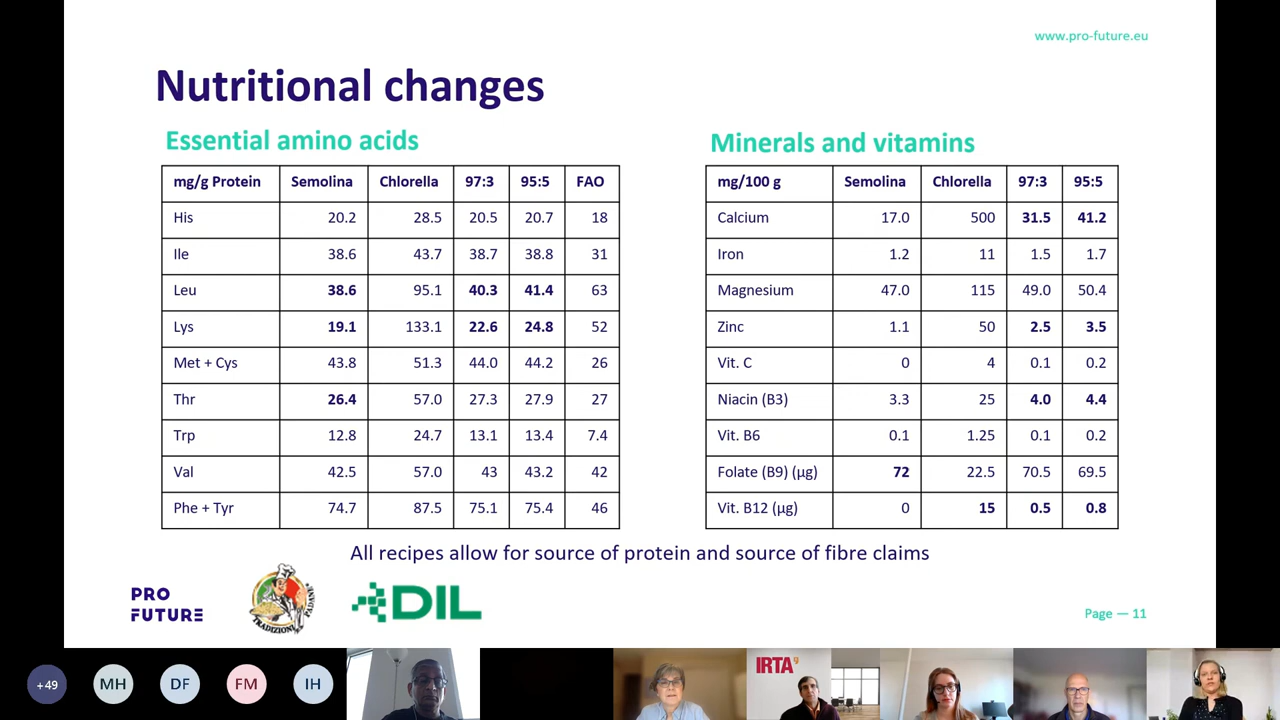 www.pro-future.eu
Nutritional changes
Essential amino acids
mg/g Protein Semolina Chlorella 97:3 95:5 FAO
His 20.2 28.5 20.5 20.7 18
Ile 38.6 43.7 38.7 38.8 31
Leu 38.6 95.1 40.3 41.4 63
Lys 19.1 133.1 22.6 24.8 52
Met + Cys 43.8 51.3 44.0 44.2 26
Thr 26.4 57.0 27.3 27.9 27
Trp 12.8 24.7 13.1 13.4 7.4
Val 42.5 57.0 43 43.2 42
Phe + Tyr 74.7 87.5 75.1 75.4 46
Minerals and vitamins
mg/100 g Semolina Chlorella 97:3 95:5
Calcium 17.0 500 31.5 41.2
Iron 1.2 11 1.5 1.7
Magnesium 47.0 115 49.0 50.4
Zinc 1.1 50 2.5 3.5
Vit. C 0 4 0.1 0.2
Niacin (B3) 3.3 25 4.0 4.4
Vit. B6 0.1 1.25 0.1 0.2
Folate (B9) (µg) 72 22.5 70.5 69.5
Vit. B12 (µg) 0 15 0.5 0.8
All recipes allow for source of protein and source of fibre claims
PRO
FUTURE
TRADIZIONI PADANE
DIL
Page — 11
+49 MH DF FM IH
IRTA